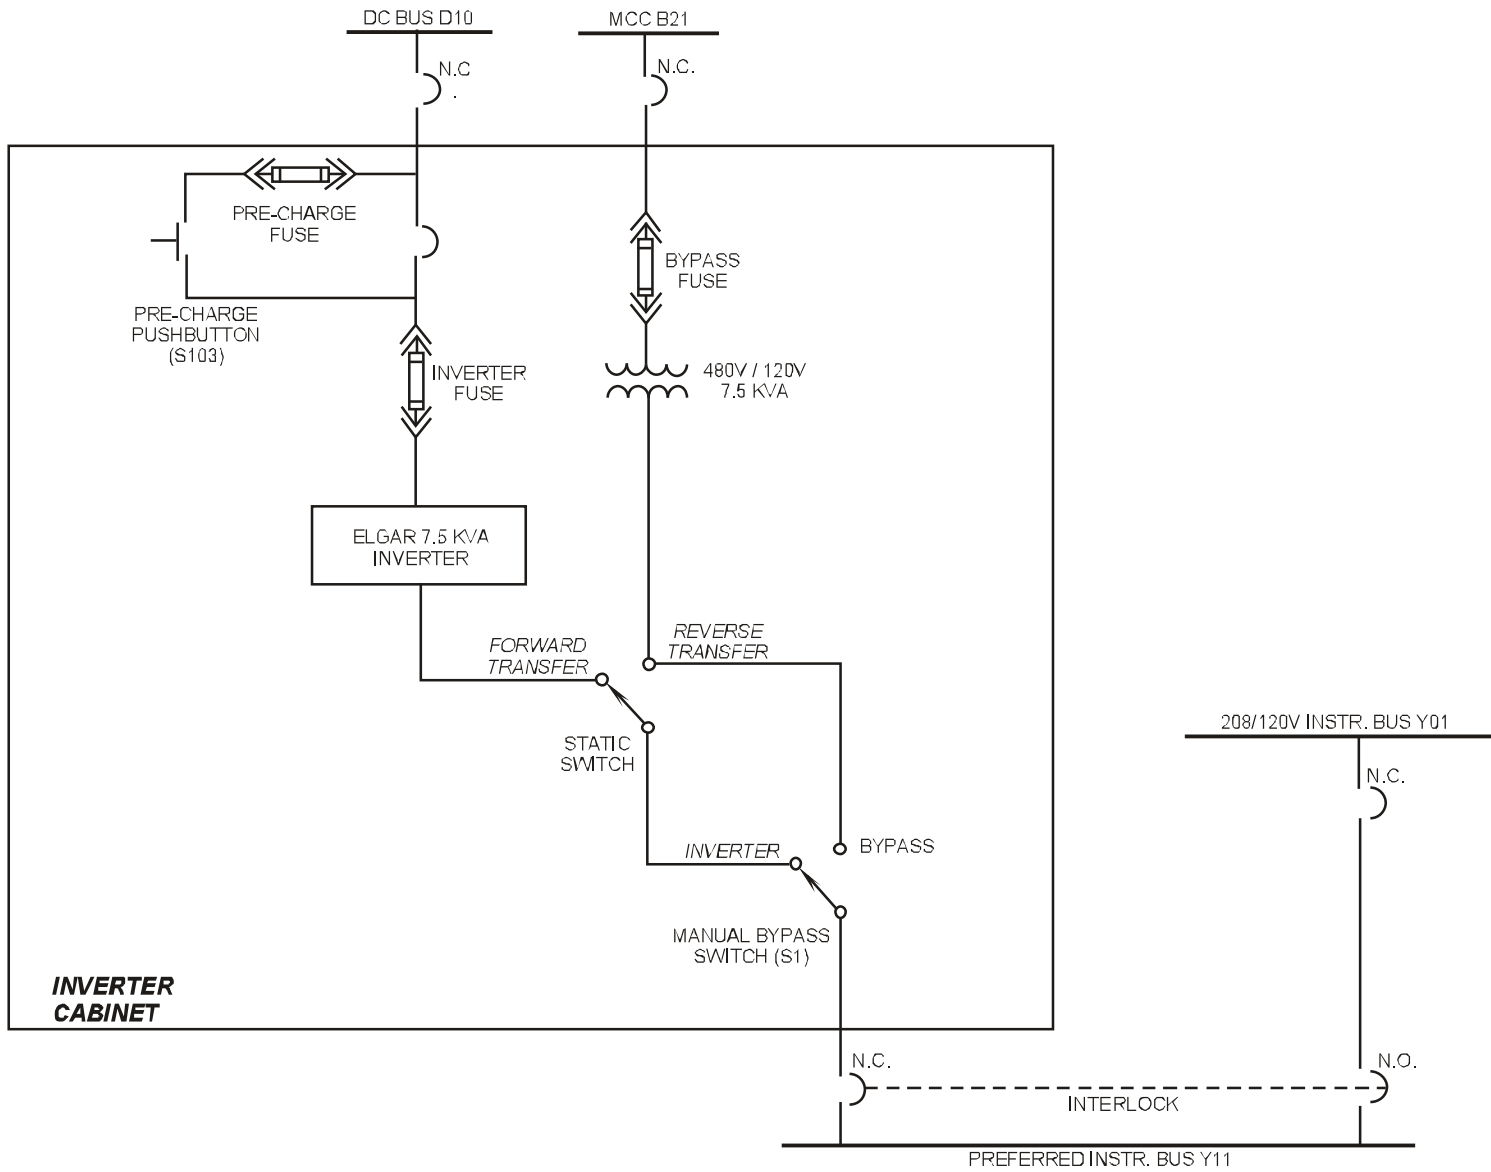 DC BUS D10
MCC B21
N.C
.
N.C.
PRE-CHARGE
FUSE
BYPASS
FUSE
PRE-CHARGE
PUSHBUTTON
(S103)
INVERTER
FUSE
480V / 120V
7.5 KVA
ELGAR 7.5 KVA
INVERTER
FORWARD
TRANSFER
REVERSE
TRANSFER
208/120V INSTR. BUS Y01
STATIC
SWITCH
N.C.
INVERTER
BYPASS
MANUAL BYPASS
SWITCH (S1)
INVERTER
CABINET
N.C.
N.O.
INTERLOCK
PREFERRED INSTR. BUS Y11